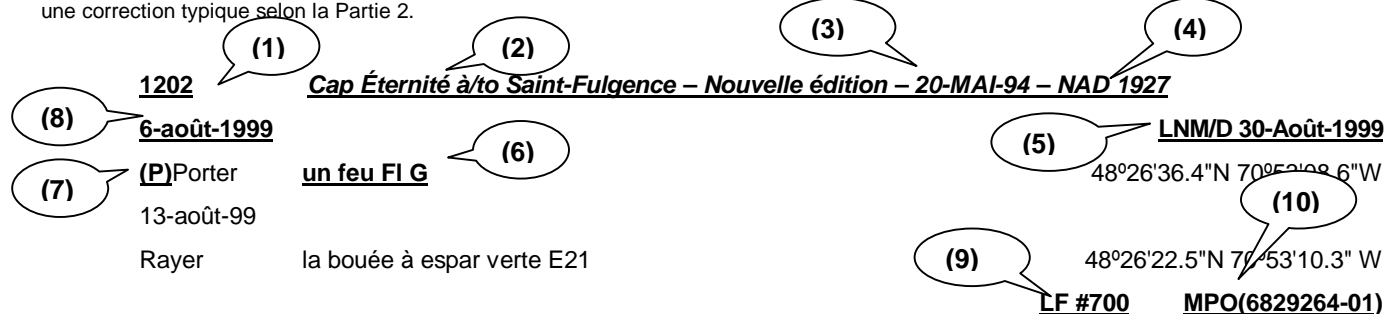 une correction typique selon la Partie 2.
(1) (2) (3) (4)
1202 Cap Éternité à/to Saint-Fulgence – Nouvelle édition – 20-MAI-94 – NAD 1927
(8) 6-août-1999 (5) LNM/D 30-Août-1999
(7) (P)Porter un feu Fl G (6) 48º26'36.4"N
13-août-99 (10)
Rayer la bouée à espar verte E21 (9) 48º26'22.5"N 70º53'10.3" W
LF #700 MPO(6829264-01)